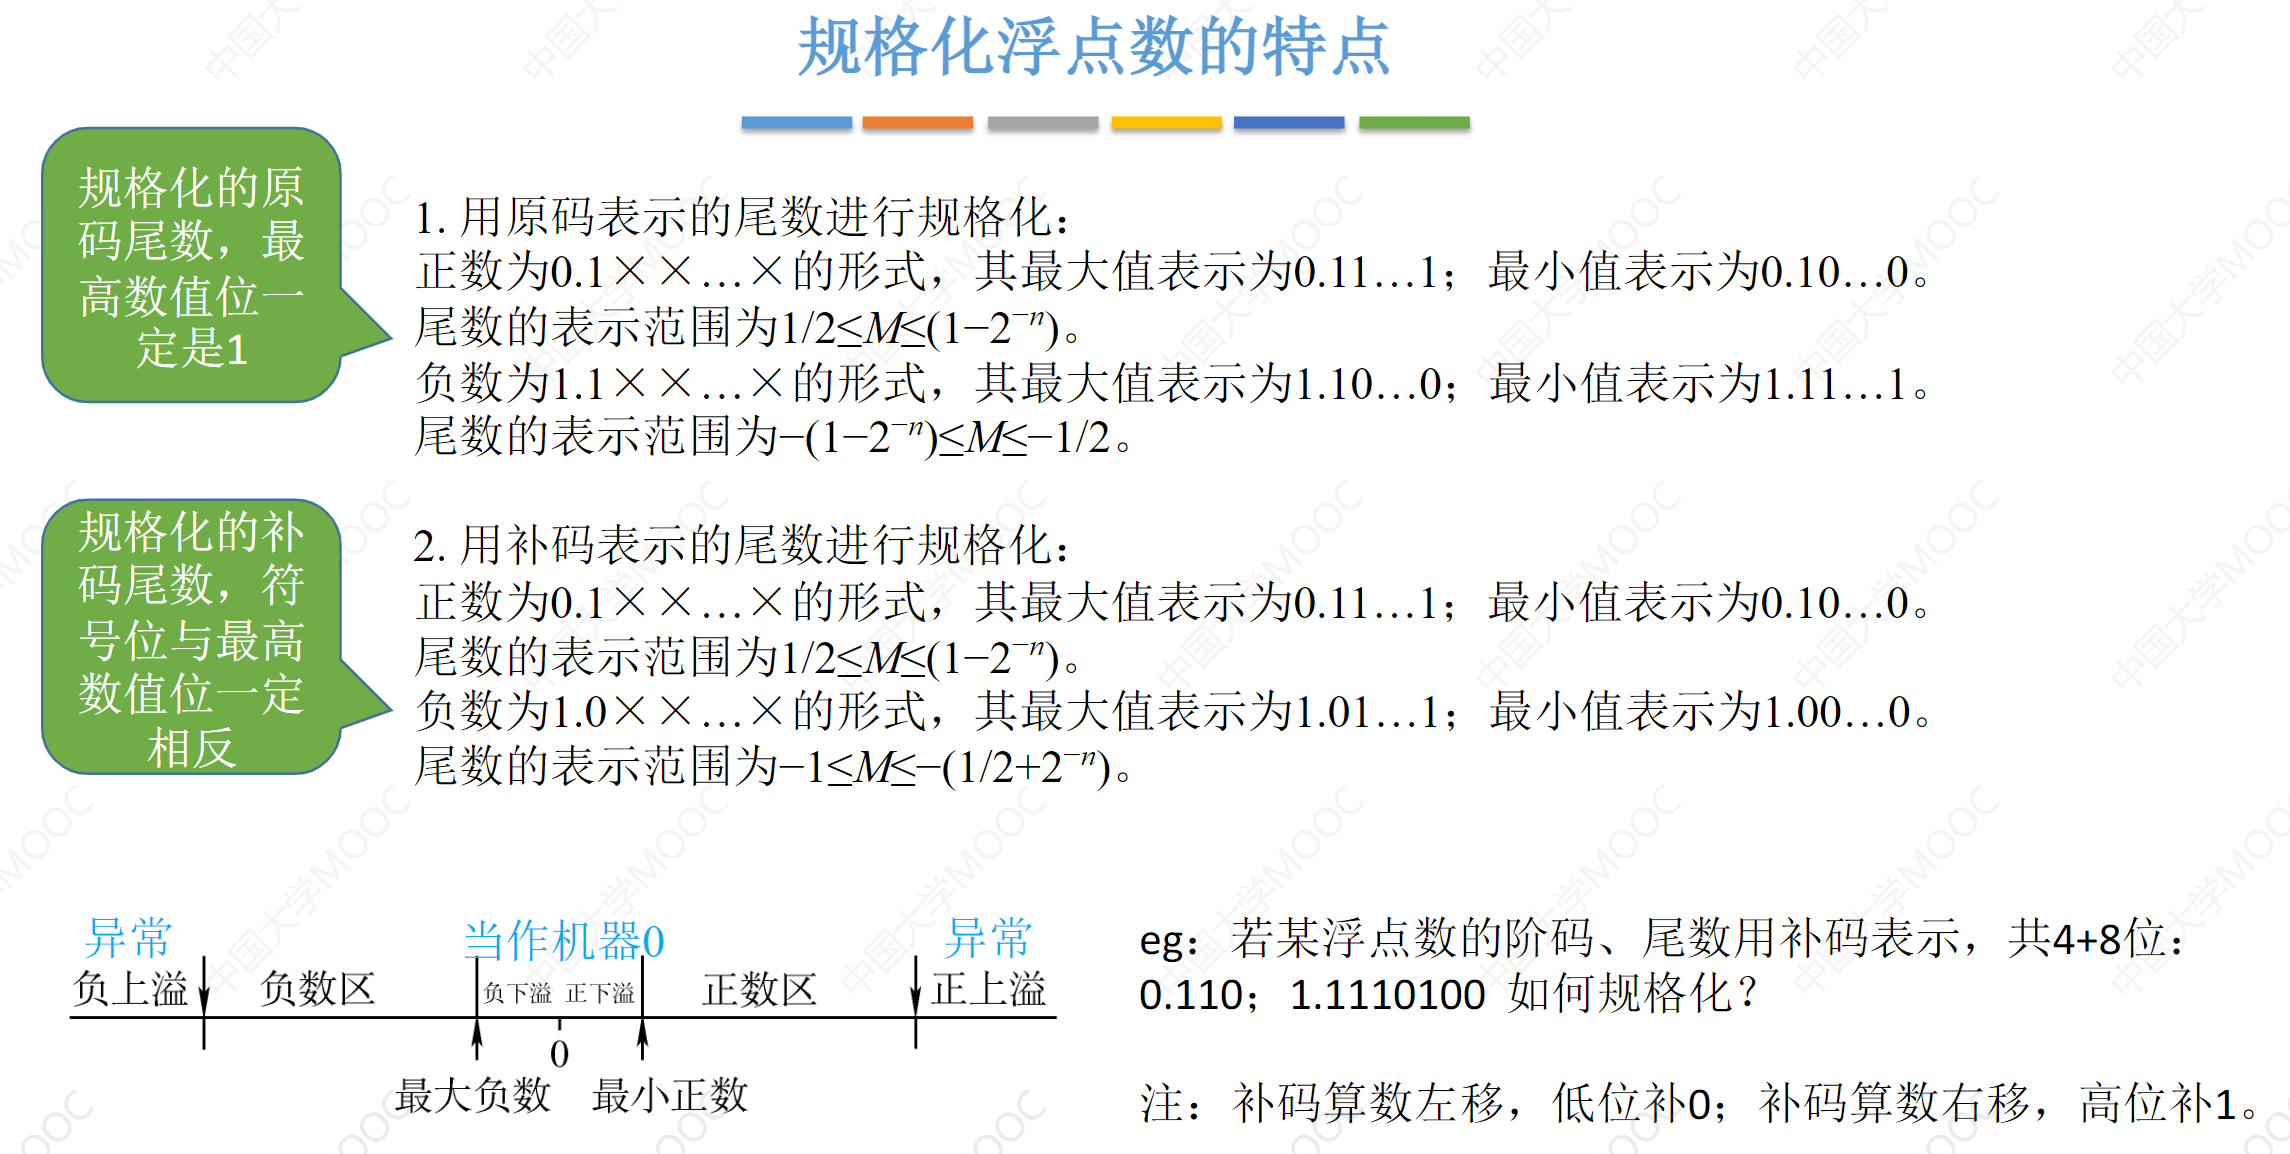 规格化浮点数的特点
规格化的原
码尾数，最
高数值位一
定是1
1. 用原码表示的尾数进行规格化：
正数为0.1××…×的形式，其最大值表示为0.11…1；最小值表示为0.10…0。
尾数的表示范围为1/2≤M≤(1−2⁻ⁿ)。
负数为1.1××…×的形式，其最大值表示为1.10…0；最小值表示为1.11…1。
尾数的表示范围为−(1−2⁻ⁿ)≤M≤−1/2。
规格化的补
码尾数，符
号位与最高
数值位一定
相反
2. 用补码表示的尾数进行规格化：
正数为0.1××…×的形式，其最大值表示为0.11…1；最小值表示为0.10…0。
尾数的表示范围为1/2≤M≤(1−2⁻ⁿ)。
负数为1.0××…×的形式，其最大值表示为1.01…1；最小值表示为1.00…0。
尾数的表示范围为−1≤M≤−(1/2+2⁻ⁿ)。
异常 当作机器0 异常
负上溢 负数区 负下溢 正下溢 正数区 正上溢
0
最大负数 最小正数
eg：若某浮点数的阶码、尾数用补码表示，共4+8位：
0.110；1.1110100 如何规格化？
注：补码算数左移，低位补0；补码算数右移，高位补1。
中国大学MOOC